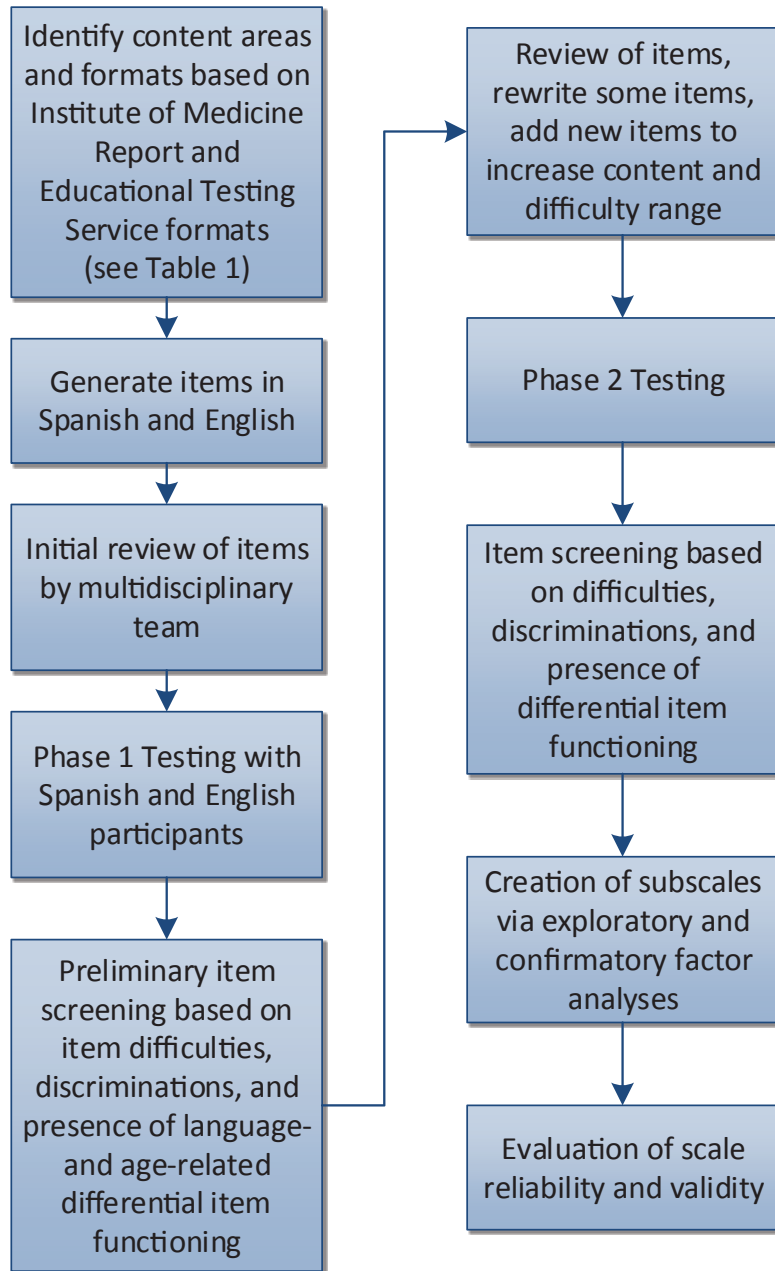 Identify content areas
and formats based on
Institute of Medicine
Report and
Educational Testing
Service formats
(see Table 1)
Generate items in
Spanish and English
Initial review of items
by multidisciplinary
team
Phase 1 Testing with
Spanish and English
participants
Preliminary item
screening based on
item difficulties,
discriminations, and
presence of language-
and age-related
differential item
functioning
Review of items,
rewrite some items,
add new items to
increase content and
difficulty range
Phase 2 Testing
Item screening based
on difficulties,
discriminations, and
presence of
differential item
functioning
Creation of subscales
via exploratory and
confirmatory factor
analyses
Evaluation of scale
reliability and validity